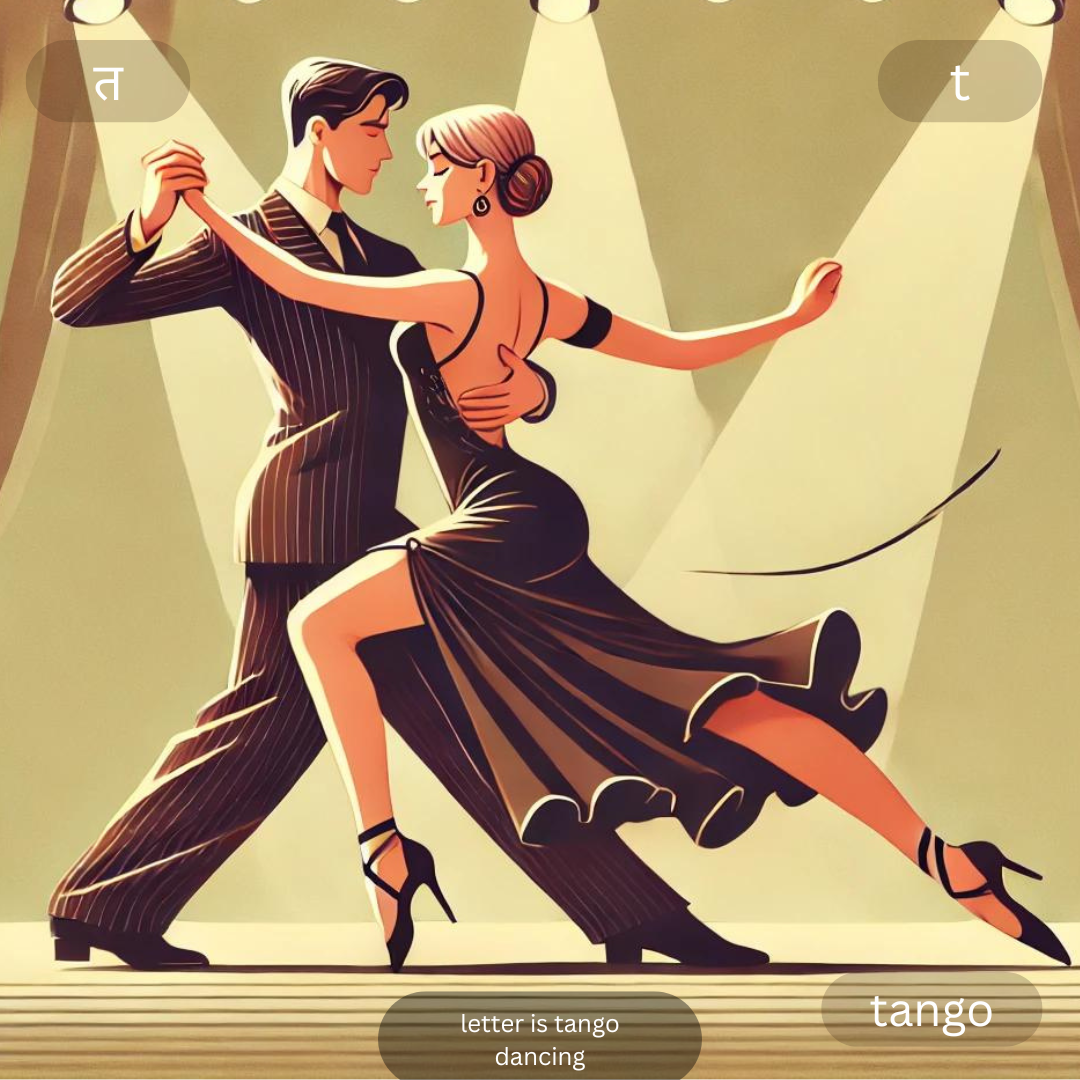 त
t
tango
letter is tango
dancing